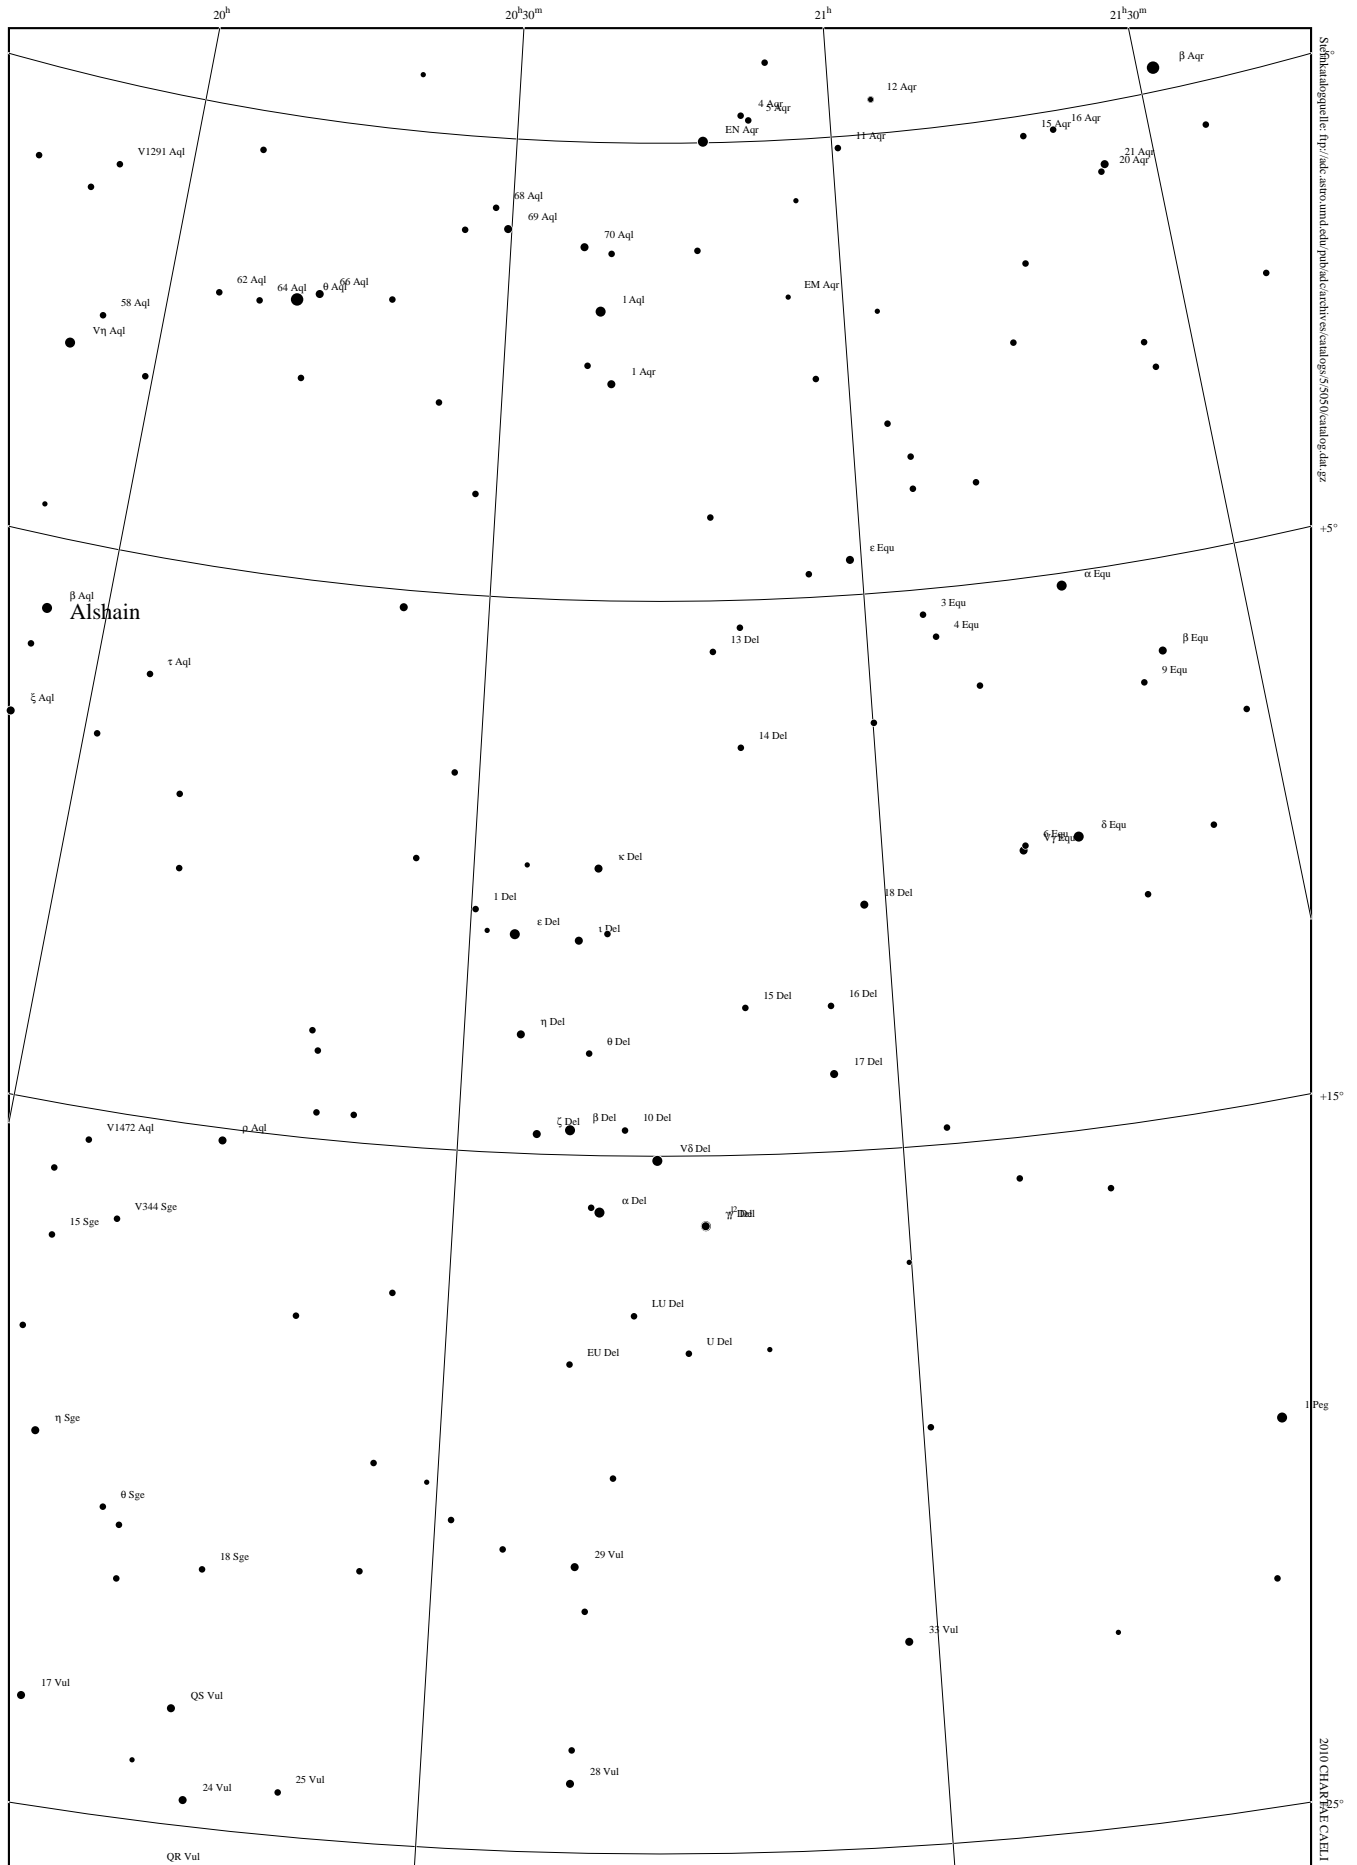 20h
20h30m
21h
21h30m
β Aqr
12 Aqr
4 Aqr
5 Aqr
16 Aqr
15 Aqr
EN Aqr
11 Aqr
V1291 Aql
21 Aqr
20 Aqr
68 Aql
69 Aql
70 Aql
62 Aql
66 Aql
64 Aql
θ Aql
EM Aqr
58 Aql
1 Aql
Vη Aql
1 Aqr
+5°
ε Equ
α Equ
β Aql
Alshain
3 Equ
4 Equ
13 Del
β Equ
τ Aql
9 Equ
ξ Aql
14 Del
δ Equ
6 Equ
Vγ Equ
κ Del
1 Del
18 Del
ε Del
ι Del
15 Del
16 Del
η Del
θ Del
17 Del
+15°
V1472 Aql
ρ Aql
ζ Del
β Del
10 Del
Vδ Del
α Del
V344 Sge
15 Sge
LU Del
U Del
EU Del
1 Peg
η Sge
θ Sge
18 Sge
29 Vul
33 Vul
17 Vul
QS Vul
24 Vul
25 Vul
28 Vul
QR Vul
Sternkatalogquelle: ftp://adc.astro.umd.edu/pub/adc/archives/catalogs/5/5050/catalog.dat.gz
2010 CHARTAE CAELI